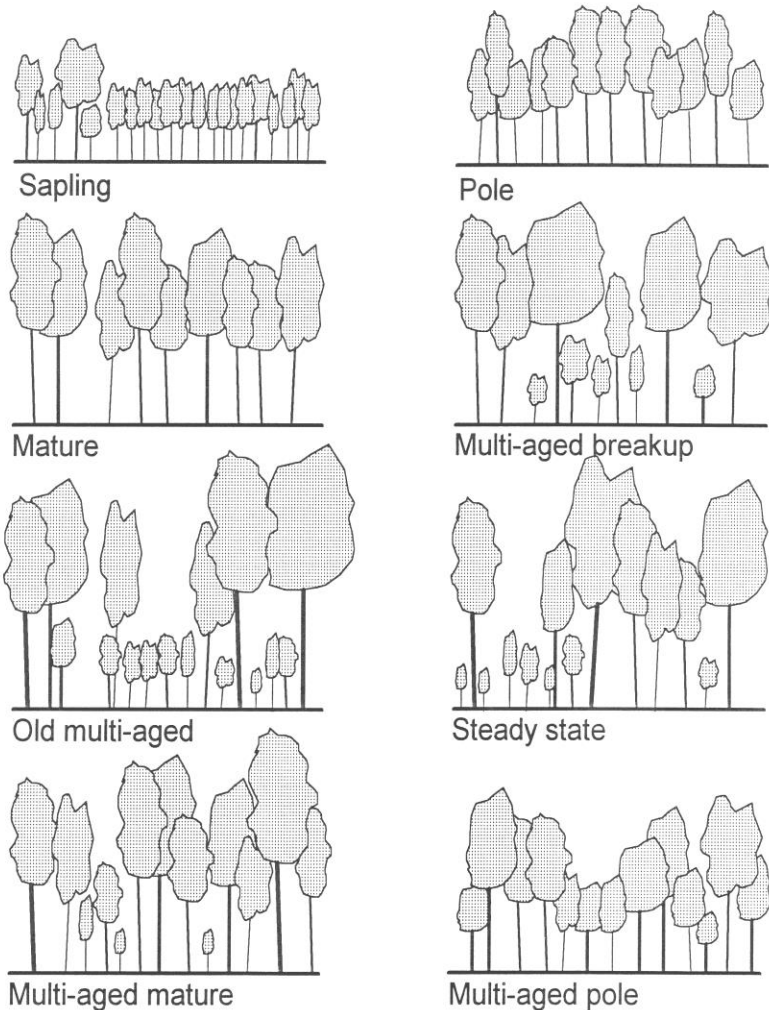 Sapling
Pole
Mature
Multi-aged breakup
Old multi-aged
Steady state
Multi-aged mature
Multi-aged pole